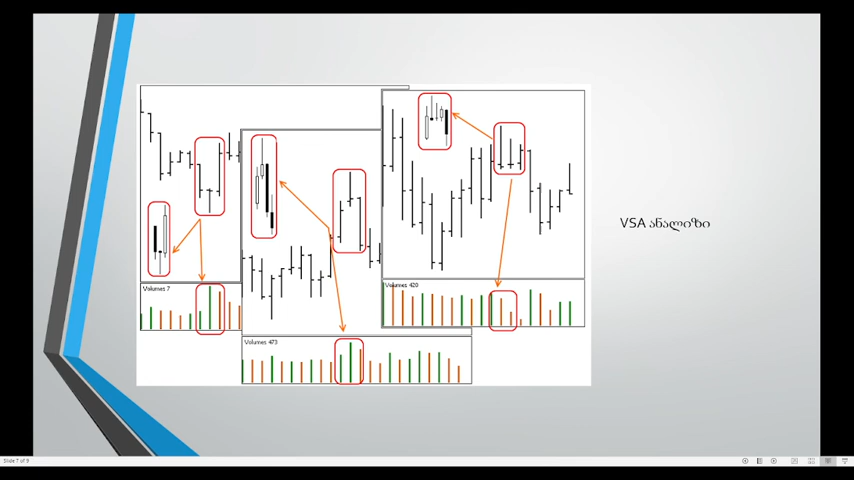 VSA ანალიზი
Volumes 7
Volumes 473
Volumes 420
Slide 7 of 9